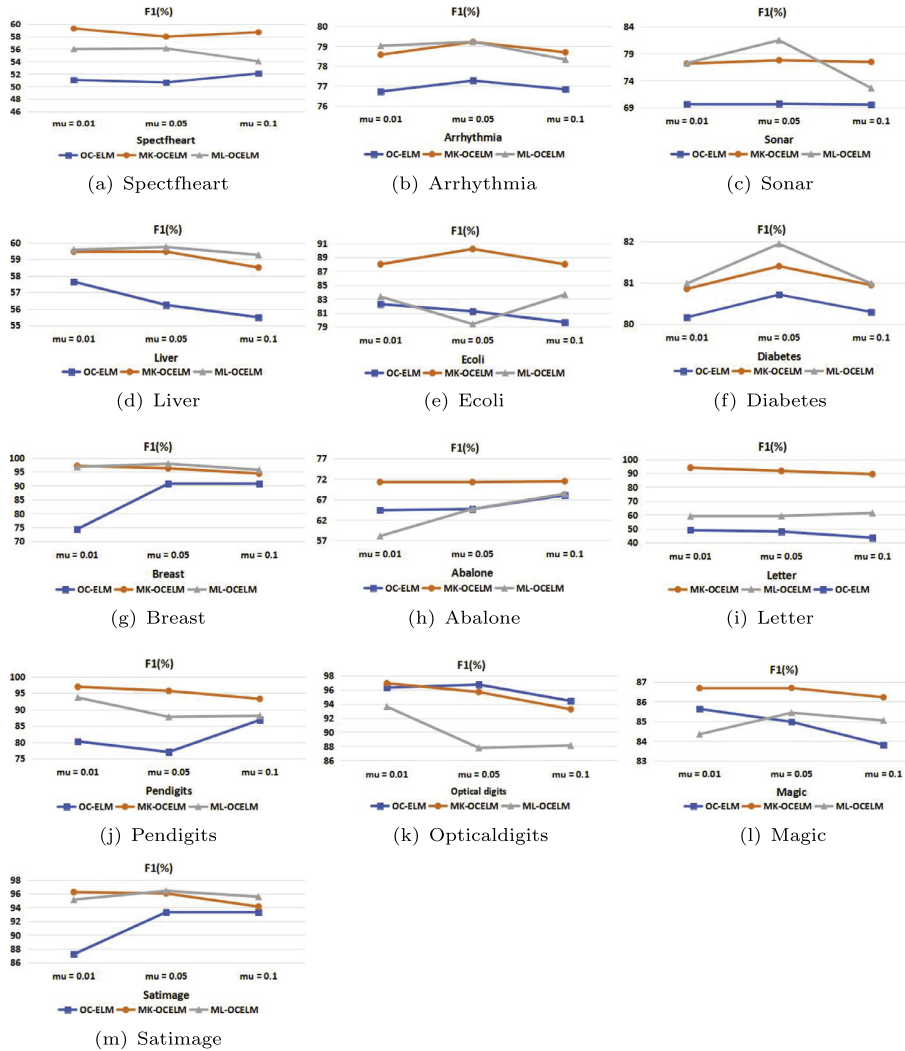 F1(%) F1(%) F1(%)
60 58 56 54 52 50 48 46
80 79 78 77 76
84 79 74 69
mu = 0.01 mu = 0.05 mu = 0.1
mu = 0.01 mu = 0.05 mu = 0.1
mu = 0.01 mu = 0.05 mu = 0.1
Spectfheart Arrhythmia Sonar
OC-ELM MK-OCELM ML-OCELM
OC-ELM MK-OCELM ML-OCELM
OC-ELM MK-OCELM ML-OCELM
(a) Spectfheart (b) Arrhythmia (c) Sonar
F1(%) F1(%) F1(%)
60 59 58 57 56 55
91 87 83 79
82 81 80
mu = 0.01 mu = 0.05 mu = 0.1
mu = 0.01 mu = 0.05 mu = 0.1
mu = 0.01 mu = 0.05 mu = 0.1
Liver Ecoli Diabetes
OC-ELM MK-OCELM ML-OCELM
OC-ELM MK-OCELM ML-OCELM
OC-ELM MK-OCELM ML-OCELM
(d) Liver (e) Ecoli (f) Diabetes
F1(%) F1(%) F1(%)
100 95 90 85 80 75 70
77 72 67 62 57
100 90 80 70 60 50 40
mu = 0.01 mu = 0.05 mu = 0.1
mu = 0.01 mu = 0.05 mu = 0.1
mu = 0.01 mu = 0.05 mu = 0.1
Breast Abalone Letter
OC-ELM MK-OCELM ML-OCELM
OC-ELM MK-OCELM ML-OCELM
MK-OCELM ML-OCELM OC-ELM
(g) Breast (h) Abalone (i) Letter
F1(%) F1(%) F1(%)
100 95 90 85 80 75
98 96 94 92 90 88 86
87 86 85 84 83
mu = 0.01 mu = 0.05 mu = 0.1
mu = 0.01 mu = 0.05 mu = 0.1
mu = 0.01 mu = 0.05 mu = 0.1
Pendigits Optical digits Magic
OC-ELM MK-OCELM ML-OCELM
OC-ELM MK-OCELM ML-OCELM
OC-ELM MK-OCELM ML-OCELM
(j) Pendigits (k) Opticaldigits (l) Magic
F1(%)
98 96 94 92 90 88 86
mu = 0.01 mu = 0.05 mu = 0.1
Satimage
OC-ELM MK-OCELM ML-OCELM
(m) Satimage